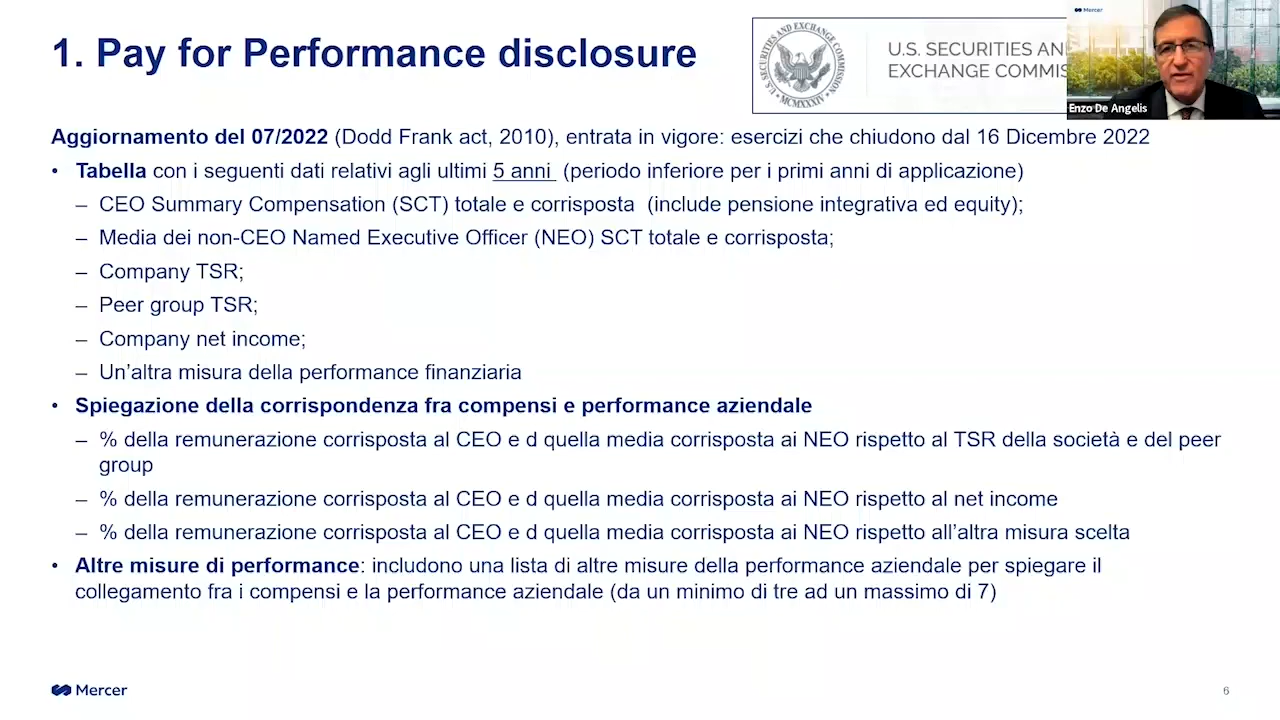 1. Pay for Performance disclosure
U.S. SECURITIES AND EXCHANGE COMMISSION
MCMXXXIV
U.S. SECURITIES AN
EXCHANGE COMMIS
Mercer
Enzo De Angelis
Aggiornamento del 07/2022 (Dodd Frank act, 2010), entrata in vigore: esercizi che chiudono dal 16 Dicembre 2022
• Tabella con i seguenti dati relativi agli ultimi 5 anni (periodo inferiore per i primi anni di applicazione)
– CEO Summary Compensation (SCT) totale e corrisposta (include pensione integrativa ed equity);
– Media dei non-CEO Named Executive Officer (NEO) SCT totale e corrisposta;
– Company TSR;
– Peer group TSR;
– Company net income;
– Un’altra misura della performance finanziaria
• Spiegazione della corrispondenza fra compensi e performance aziendale
– % della remunerazione corrisposta al CEO e d quella media corrisposta ai NEO rispetto al TSR della società e del peer
group
– % della remunerazione corrisposta al CEO e d quella media corrisposta ai NEO rispetto al net income
– % della remunerazione corrisposta al CEO e d quella media corrisposta ai NEO rispetto all’altra misura scelta
• Altre misure di performance: includono una lista di altre misure della performance aziendale per spiegare il
collegamento fra i compensi e la performance aziendale (da un minimo di tre ad un massimo di 7)
Mercer
6